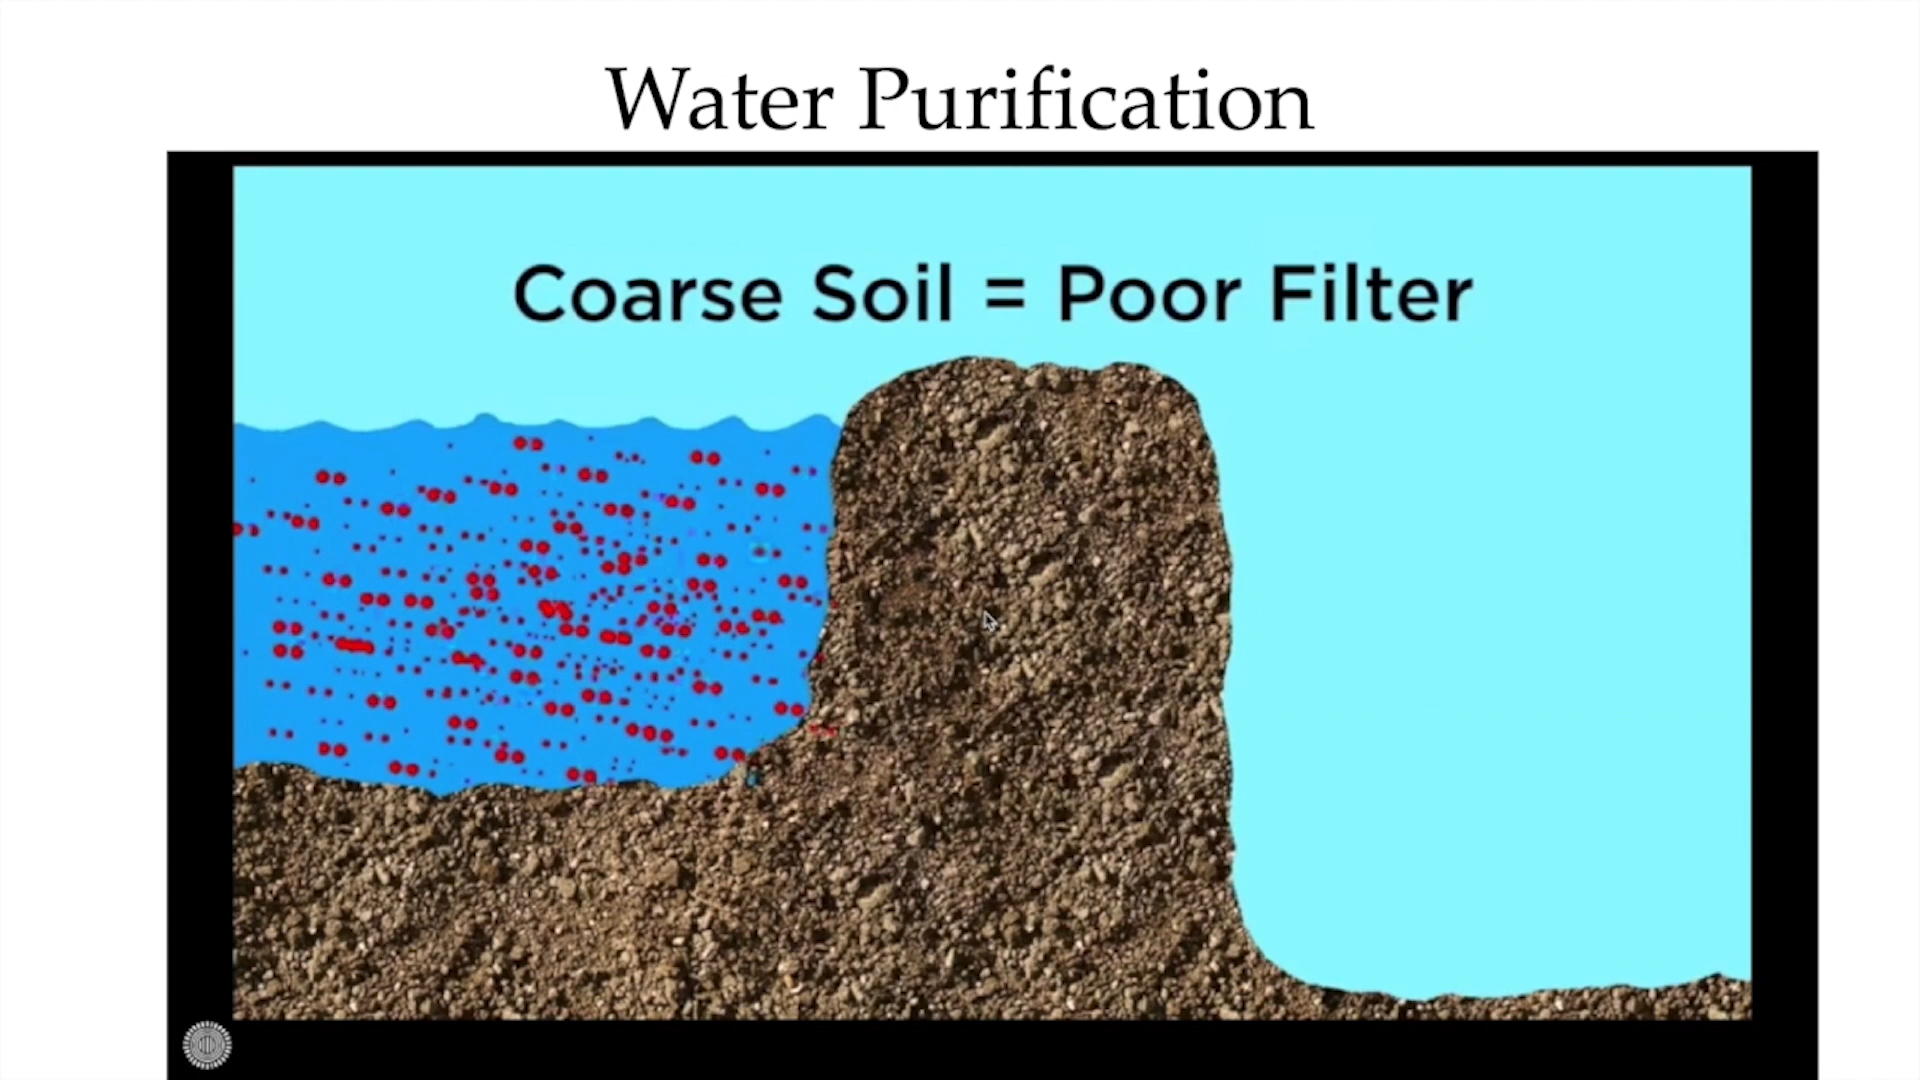 Water Purification
Coarse Soil = Poor Filter